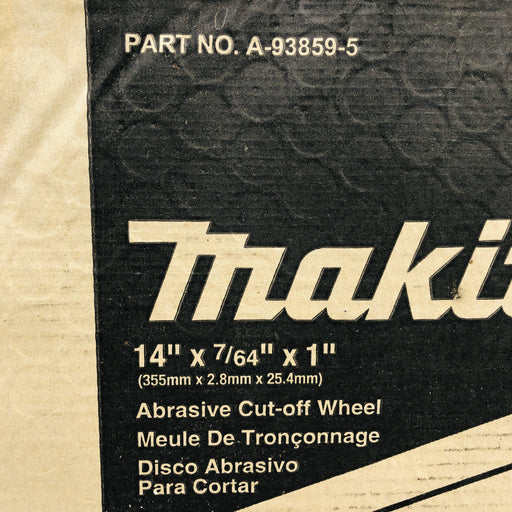 PART NO. A-93859-5
Makit
14" x 7/64" x 1"
(355mm x 2.8mm x 25.4mm)
Abrasive Cut-off Wheel
Meule De Tronçonnage
Disco Abrasivo
Para Cortar